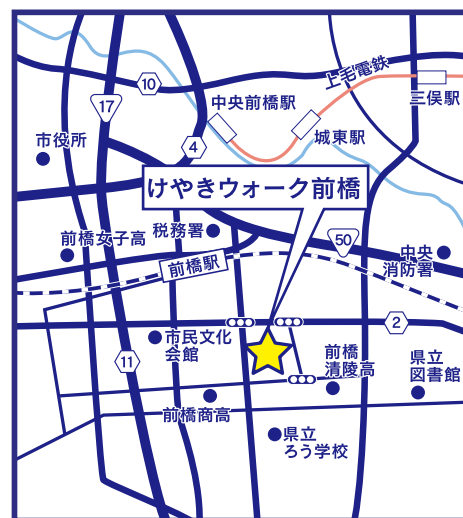 上毛電鉄
10
17
中央前橋駅
三俣駅
市役所
4
城東駅
けやきウォーク前橋
税務署
前橋女子高
50
中央
消防署
前橋駅
2
市民文化
会館
11
前橋
清陵高
県立
図書館
前橋商高
県立
ろう学校